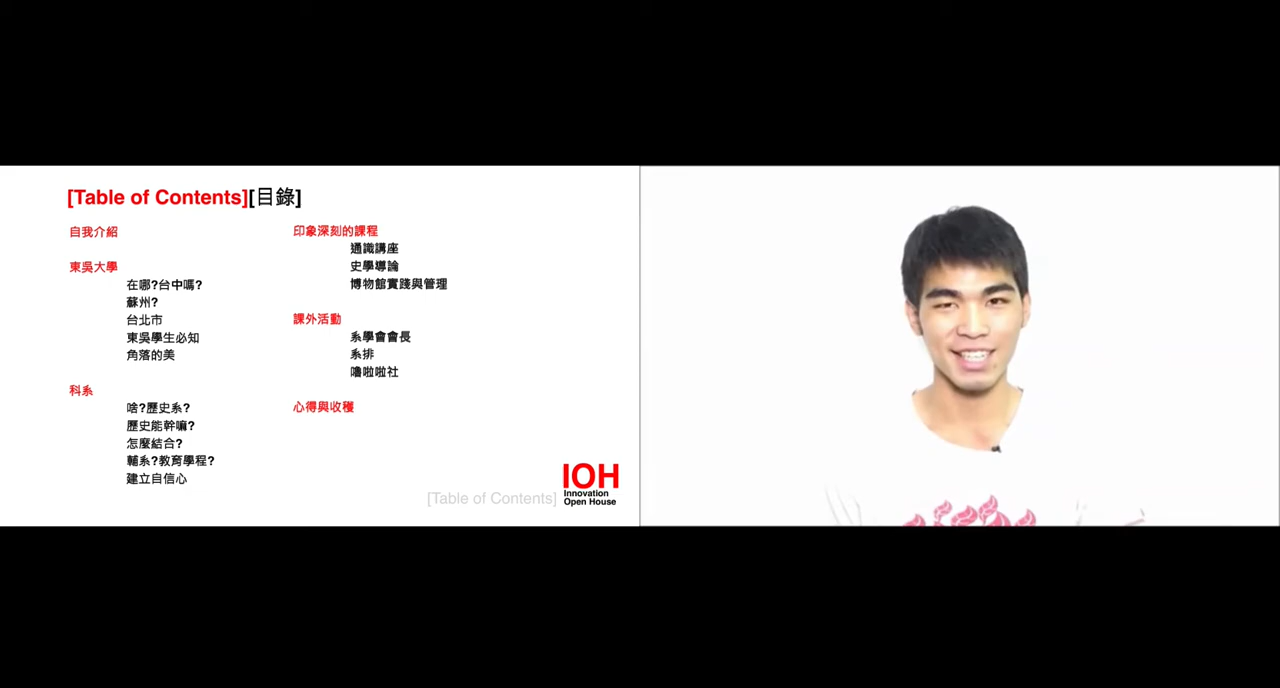 [Table of Contents][目錄]
自我介紹
東吳大學
在哪?台中嗎?
蘇州?
台北市
東吳學生必知
角落的美
科系
啥?歷史系?
歷史能幹嘛?
怎麼結合?
輔系?教育學程?
建立自信心
印象深刻的課程
通識講座
史學導論
博物館實踐與管理
課外活動
系學會會長
系排
嚕啦啦社
心得與收穫
[Table of Contents]
IOH
Innovation
Open House